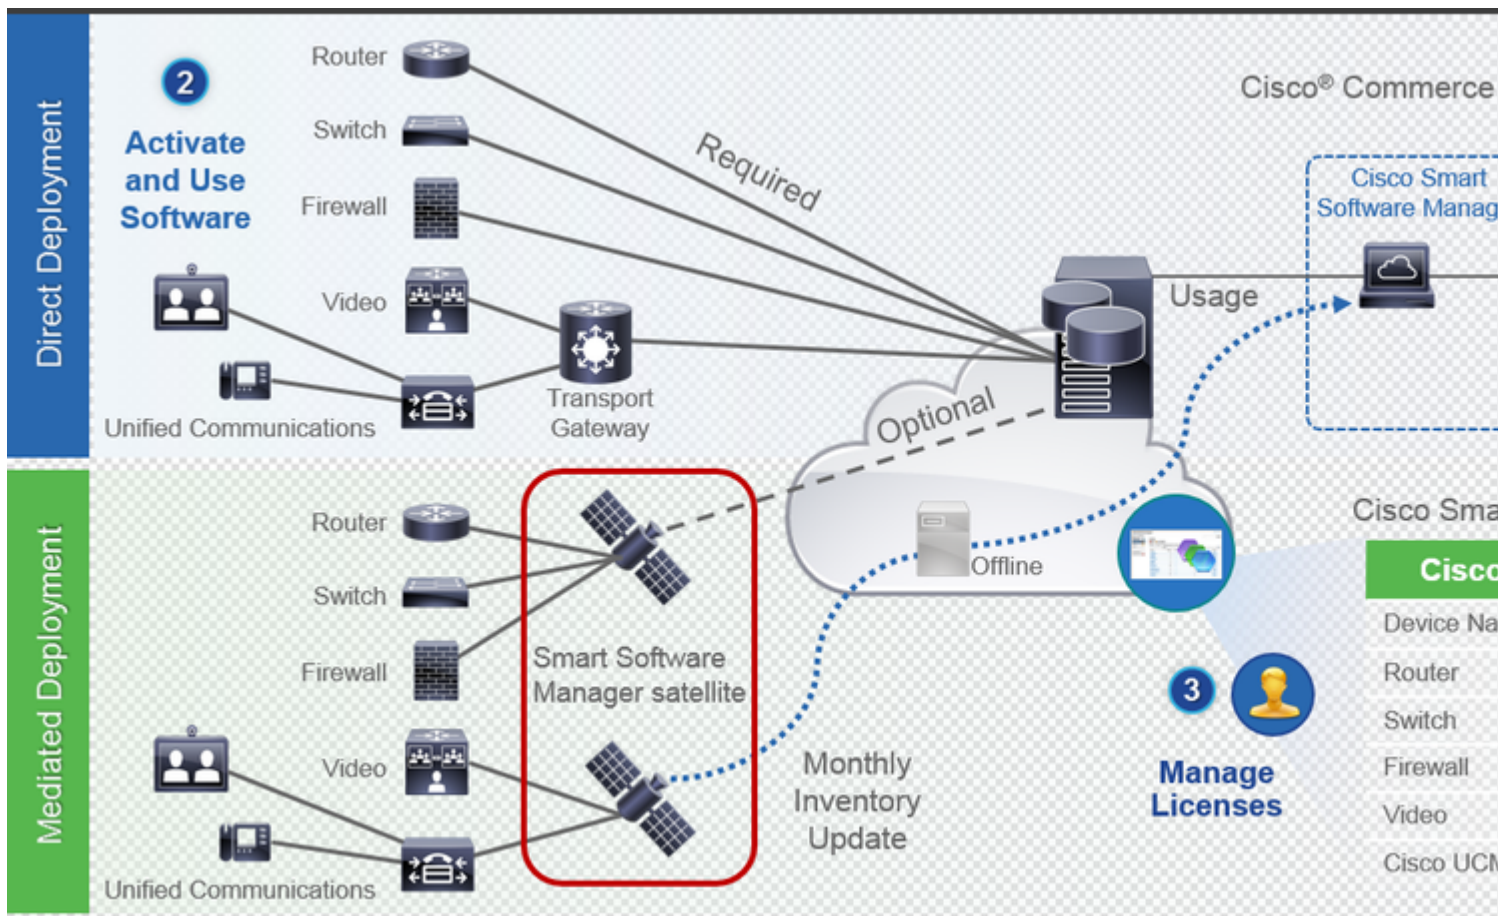 Direct Deployment
2
Activate
and Use
Software
Router
Switch
Firewall
Video
Unified Communications
Transport
Gateway
Required
Optional
Usage
Cisco® Commerce
Cisco Smart
Software Manag
Mediated Deployment
Router
Switch
Firewall
Video
Unified Communications
Smart Software
Manager satellite
Offline
Monthly
Inventory
Update
3
Manage
Licenses
Cisco Sma
Cisco
Device Na
Router
Switch
Firewall
Video
Cisco UCM